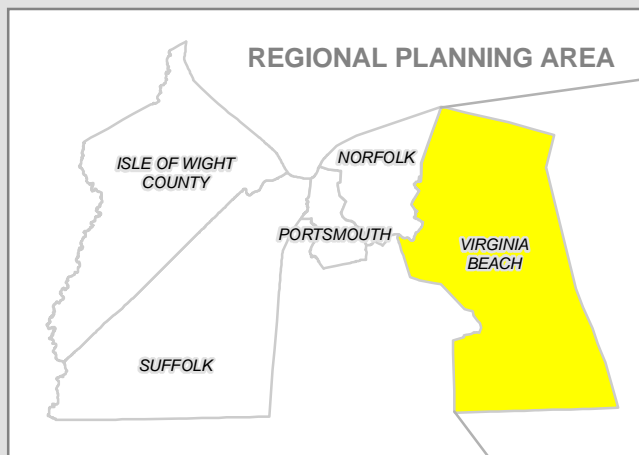 REGIONAL PLANNING AREA
ISLE OF WIGHT
COUNTY
NORFOLK
PORTSMOUTH
VIRGINIA
BEACH
SUFFOLK